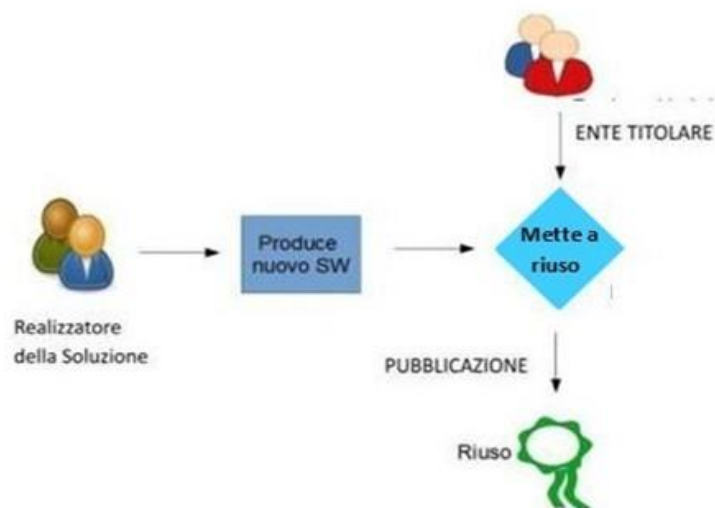 ENTE TITOLARE
Produce
nuovo SW
Mette a
riuso
Realizzatore
della Soluzione
PUBBLICAZIONE
Riuso